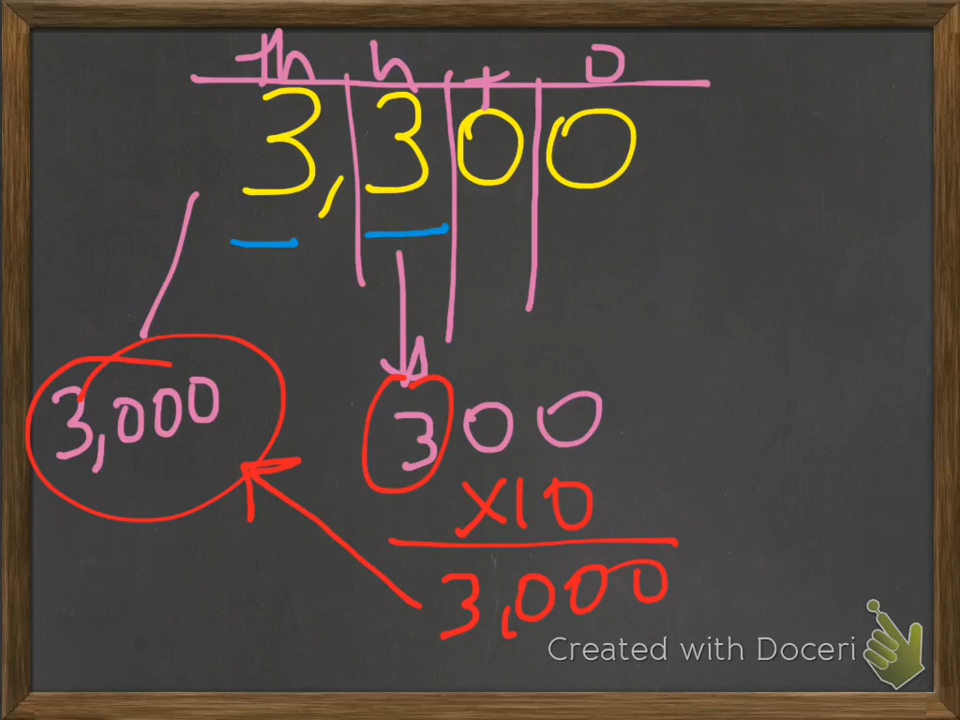 th h t o
3,300
3,000 300
x10
3,000
Created with Doceri